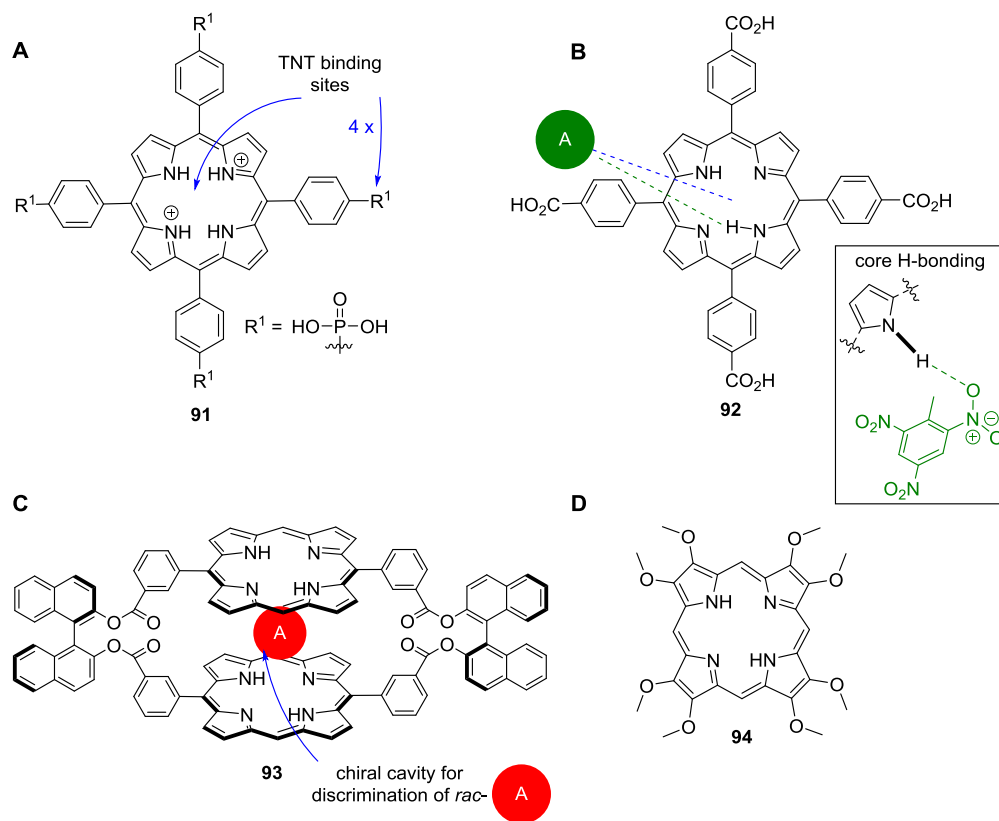 A
R¹
TNT binding
sites
4 x
NH
HN
⊕
R¹
R¹
⊕
NH
HN
R¹
R¹ =
O
HO
P
OH
91
B
CO₂H
A
NH
N
HO₂C
CO₂H
N
H
N
CO₂H
92
core H-bonding
N
H
O
O₂N
N
⊖
⊕
O
NO₂
C
NH
N
N
HN
O
O
O
O
A
O
O
O
O
NH
N
N
HN
93
chiral cavity for
discrimination of rac-
A
D
O
O
O
O
NH
N
N
HN
O
O
O
O
94